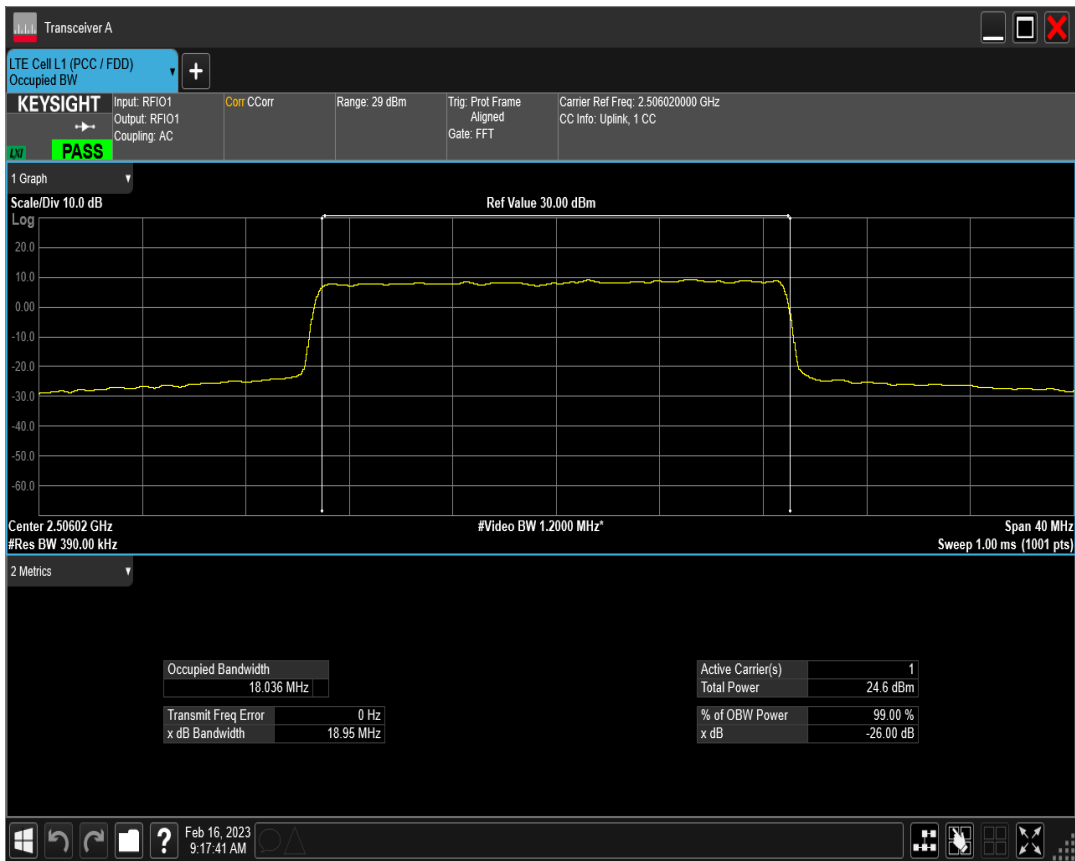 Transceiver A
LTE Cell L1 (PCC / FDD)
Occupied BW
KEYSIGHT
LXI
PASS
Input: RFIO1
Output: RFIO1
Coupling: AC
Corr CCorr
Range: 29 dBm
Trig: Prot Frame
Aligned
Gate: FFT
Carrier Ref Freq: 2.506020000 GHz
CC Info: Uplink, 1 CC
1 Graph
Scale/Div 10.0 dB
Ref Value 30.00 dBm
Log
20.0
10.0
0.00
-10.0
-20.0
-30.0
-40.0
-50.0
-60.0
Center 2.50602 GHz
#Video BW 1.2000 MHz*
Span 40 MHz
#Res BW 390.00 kHz
Sweep 1.00 ms (1001 pts)
2 Metrics
Occupied Bandwidth
18.036 MHz
Transmit Freq Error 0 Hz
x dB Bandwidth 18.95 MHz
Active Carrier(s) 1
Total Power 24.6 dBm
% of OBW Power 99.00 %
x dB -26.00 dB
?
Feb 16, 2023
9:17:41 AM